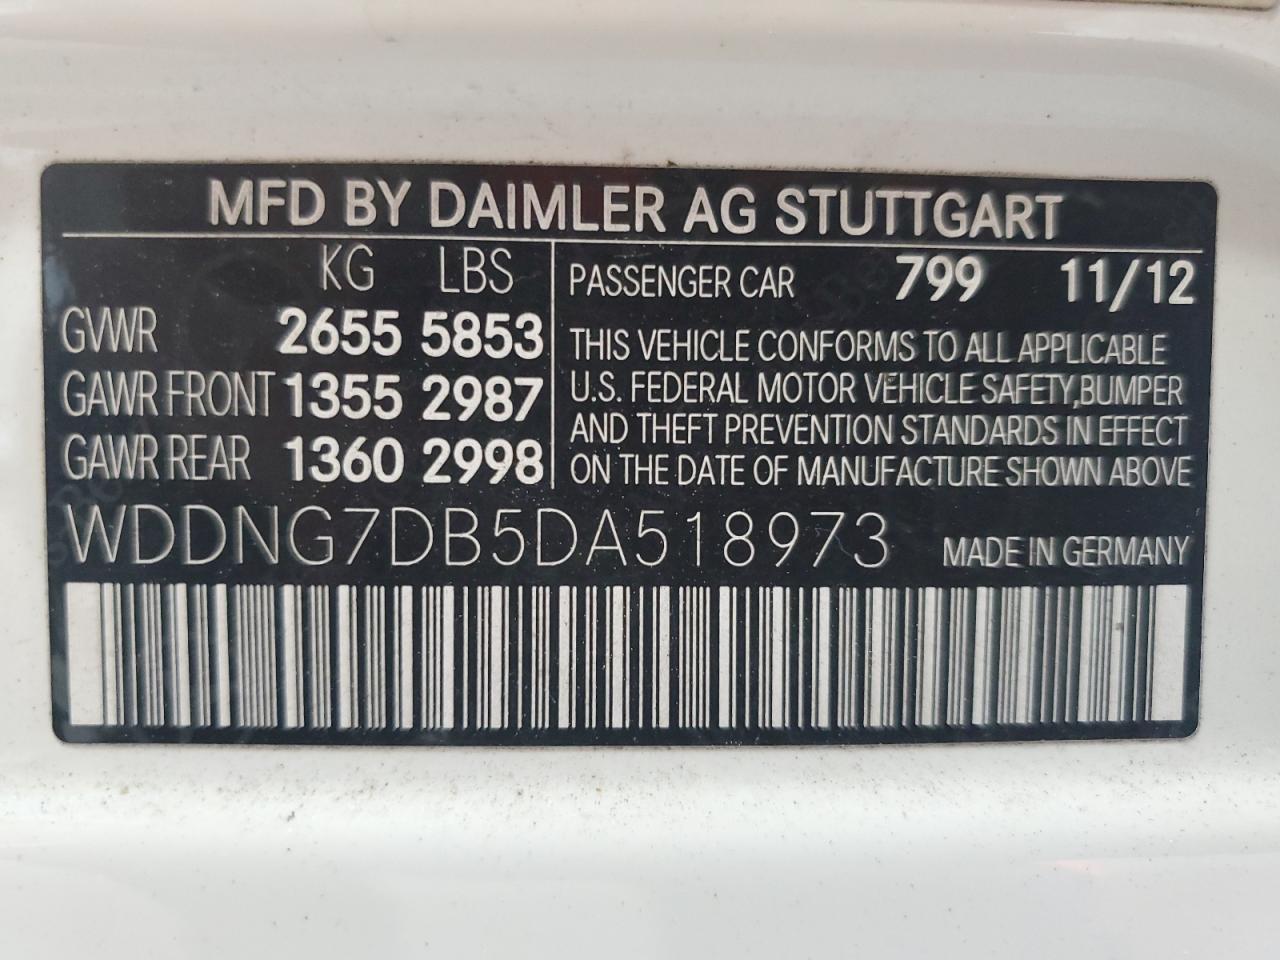 MFD BY DAIMLER AG STUTTGART
KG LBS
GVWR 2655 5853
GAWR FRONT 1355 2987
GAWR REAR 1360 2998
PASSENGER CAR 799 11/12
THIS VEHICLE CONFORMS TO ALL APPLICABLE
U.S. FEDERAL MOTOR VEHICLE SAFETY, BUMPER
AND THEFT PREVENTION STANDARDS IN EFFECT
ON THE DATE OF MANUFACTURE SHOWN ABOVE
WDDNG7DB5DA518973 MADE IN GERMANY